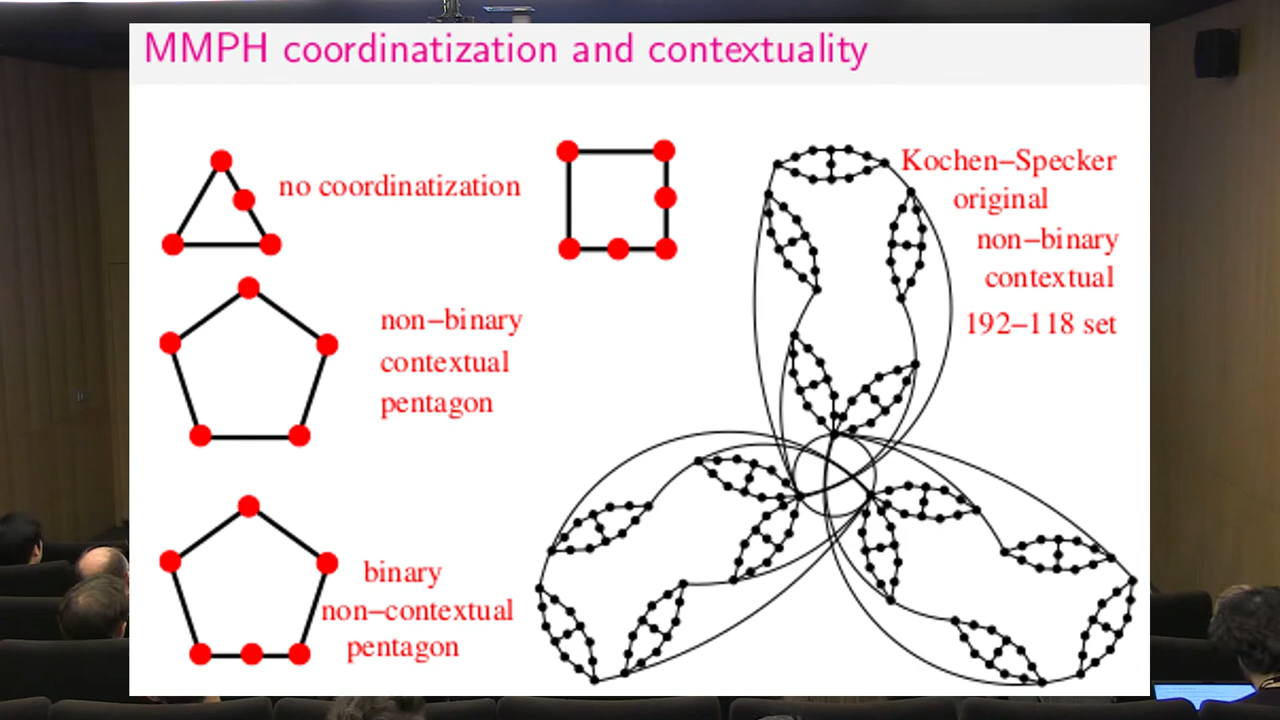 MMPH coordinatization and contextuality
no coordinatization
Kochen–Specker
original
non–binary
contextual
192–118 set
non–binary
contextual
pentagon
binary
non–contextual
pentagon